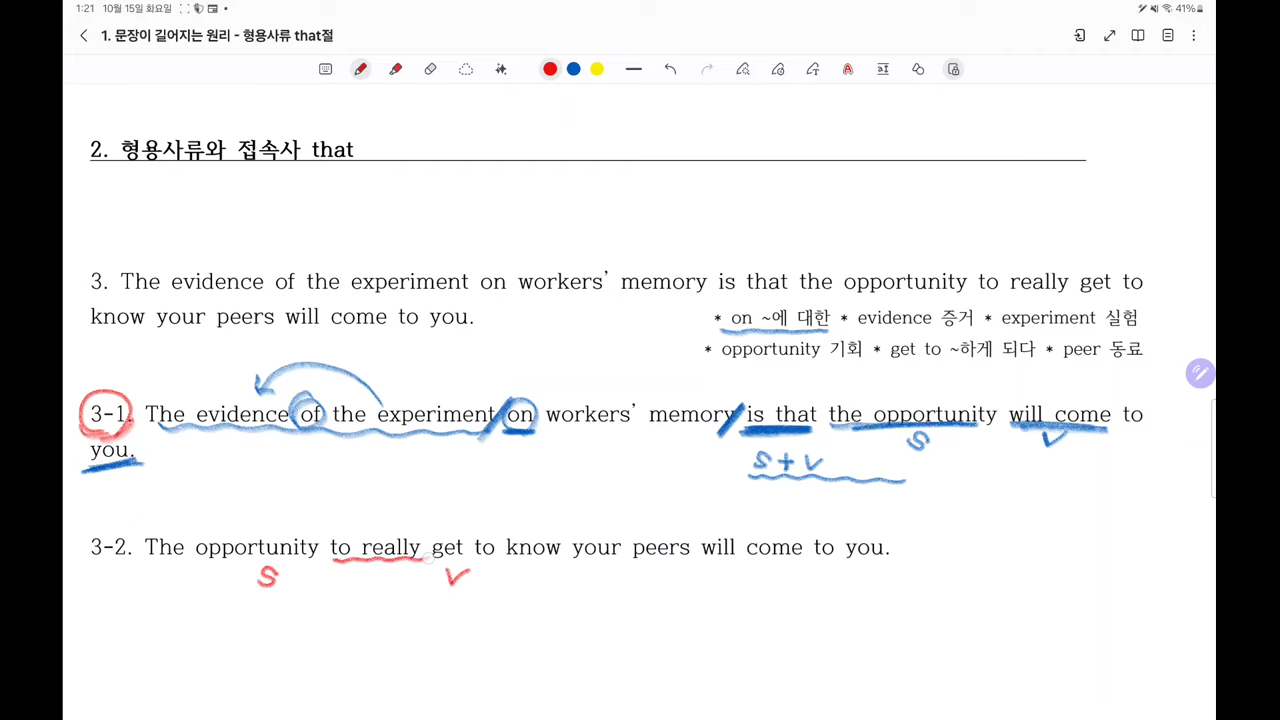 1:21 10월 15일 화요일 41%
1. 문장이 길어지는 원리 - 형용사류 that절
2. 형용사류와 접속사 that
3. The evidence of the experiment on workers' memory is that the opportunity to really get to
know your peers will come to you.
* on ~에 대한 * evidence 증거 * experiment 실험
* opportunity 기회 * get to ~하게 되다 * peer 동료
3-1. The evidence of the experiment on workers' memory is that the opportunity will come to
S V
you.
S + V
3-2. The opportunity to really get to know your peers will come to you.
S V